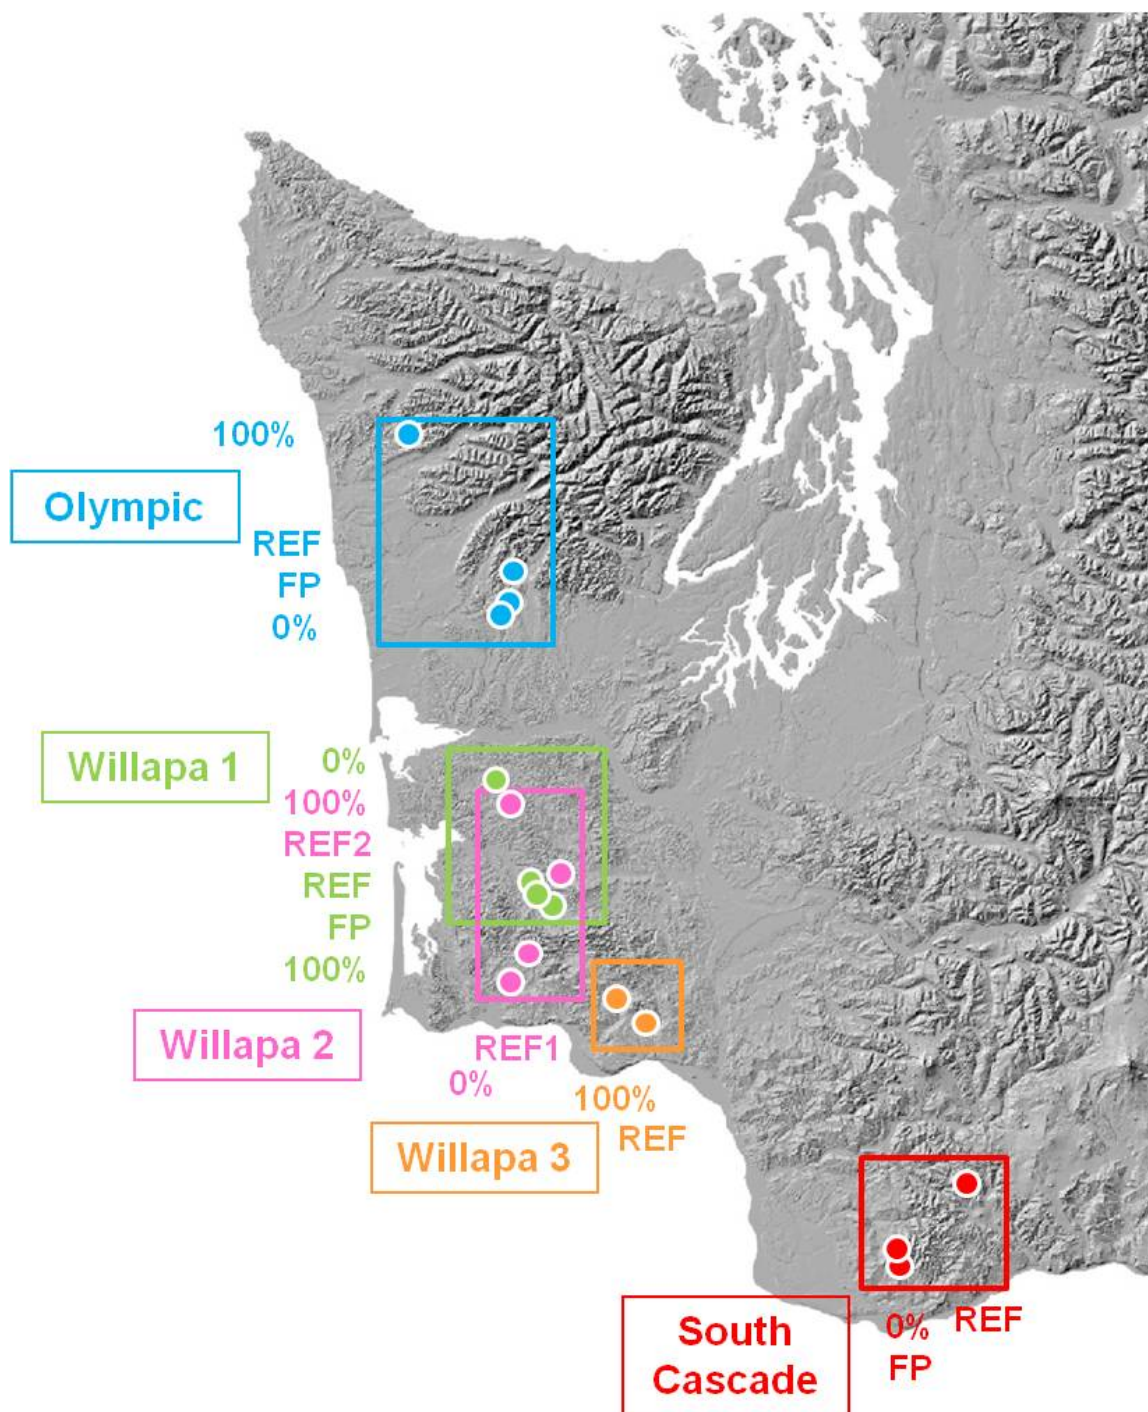 100%
Olympic
REF
FP
0%
Willapa 1
0%
100%
REF2
REF
FP
100%
Willapa 2
REF1
0%
100%
REF
Willapa 3
South
Cascade
0%
REF
FP